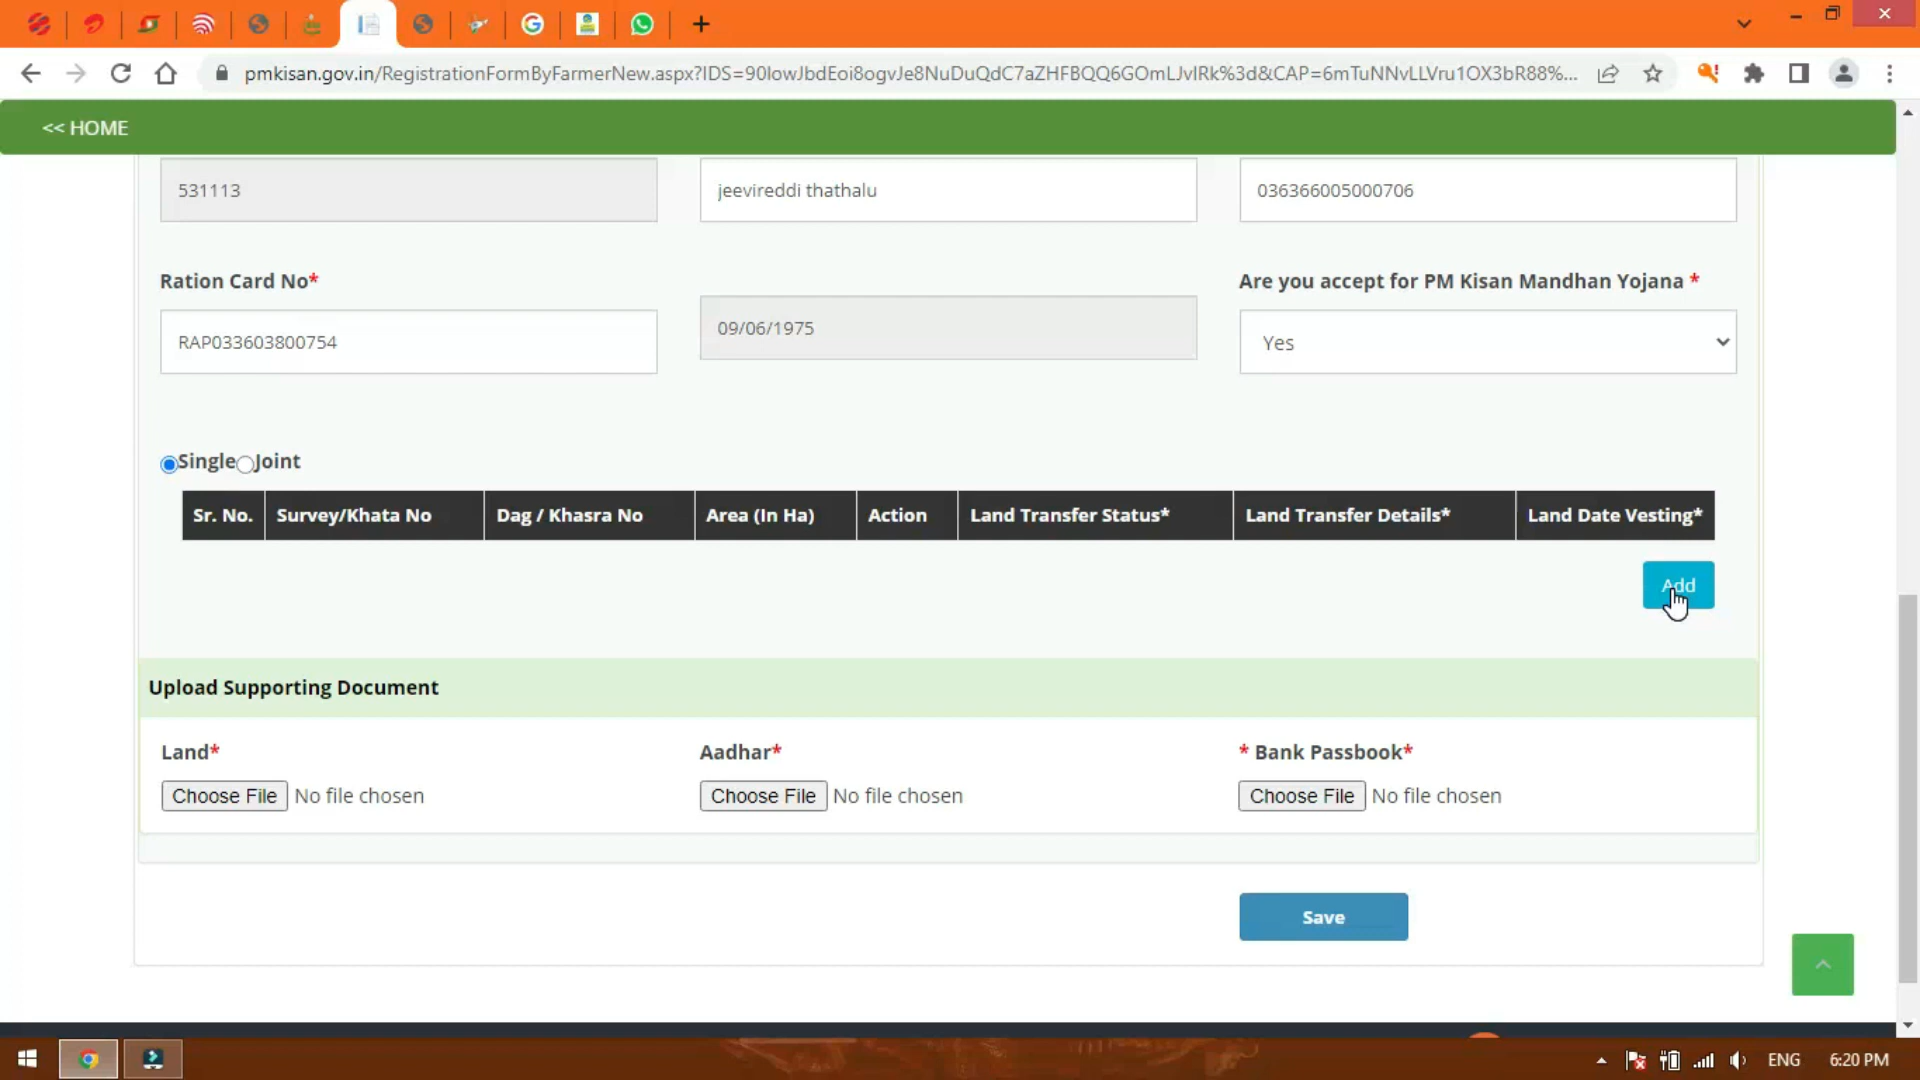 pmkisan.gov.in/RegistrationFormByFarmerNew.aspx?IDS=90IowJbdEoi8ogvJe8NuDuQdC7aZHFBQQ6GOmLJvIRk%3d&CAP=6mTuNNvLLVru1OX3bR88%...
<< HOME
531113 jeevireddi thathalu 036366005000706
Ration Card No* Are you accept for PM Kisan Mandhan Yojana *
RAP033603800754 09/06/1975 Yes
Single Joint
Sr. No. Survey/Khata No Dag / Khasra No Area (In Ha) Action Land Transfer Status* Land Transfer Details* Land Date Vesting*
Add
Upload Supporting Document
Land* Aadhar* * Bank Passbook*
Choose File No file chosen Choose File No file chosen Choose File No file chosen
Save
ENG 6:20 PM